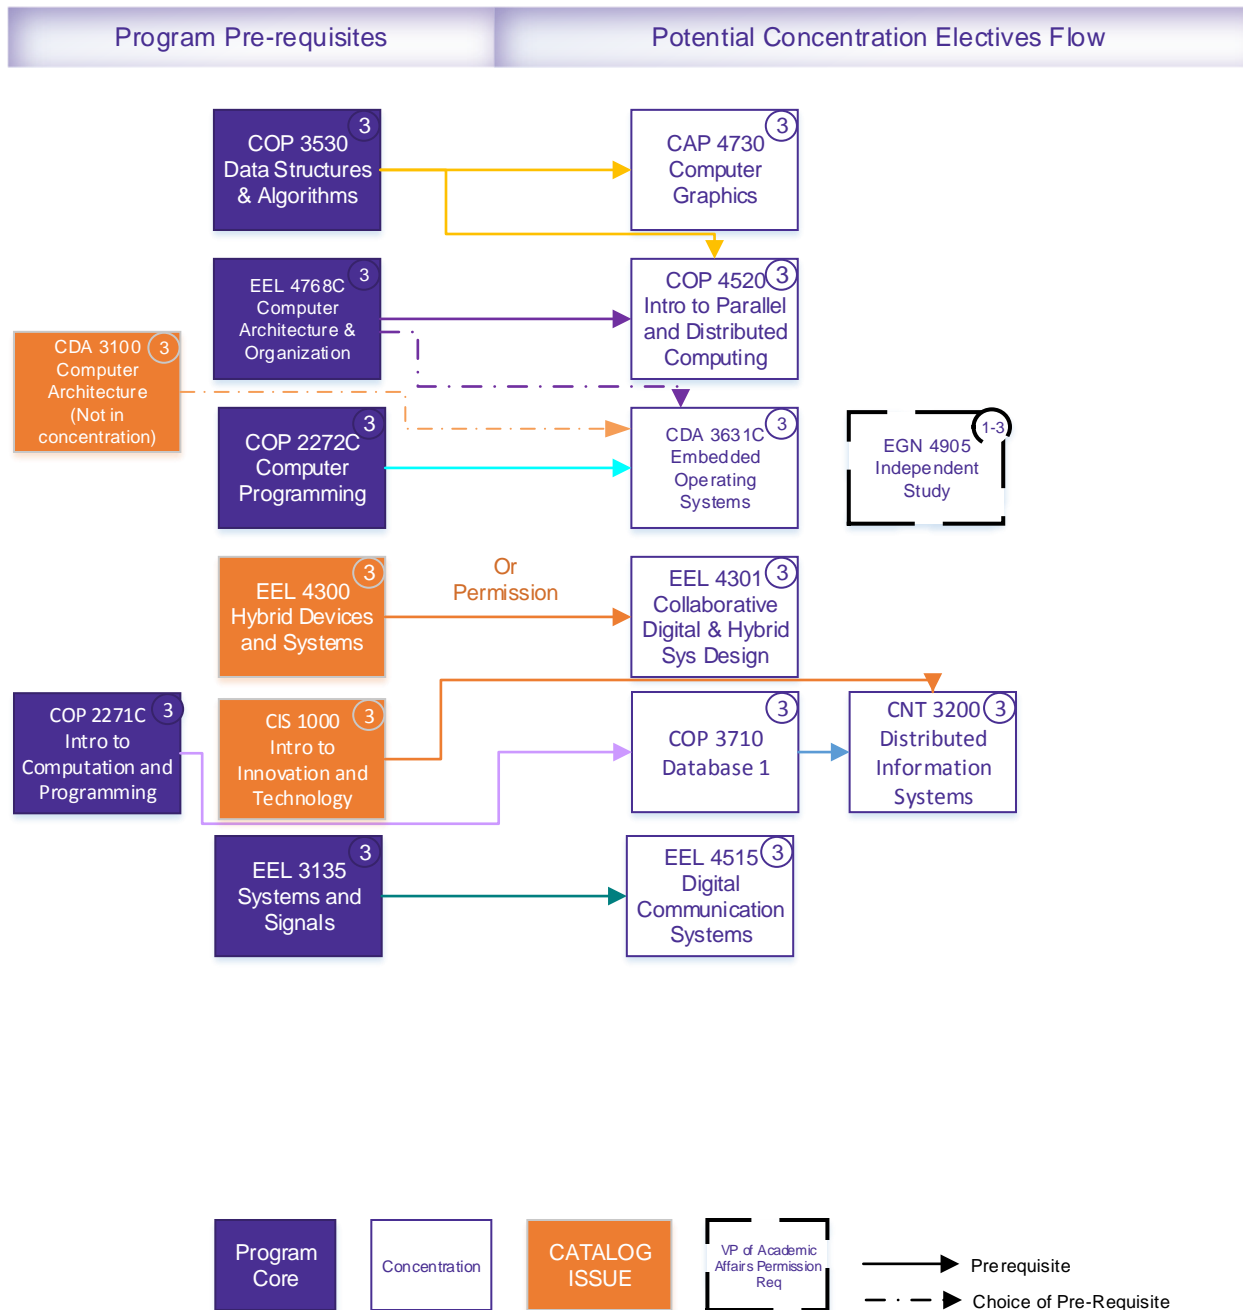 Program Pre-requisites
Potential Concentration Electives Flow
3
COP 3530
Data Structures
& Algorithms
3
CAP 4730
Computer
Graphics
3
EEL 4768C
Computer
Architecture &
Organization
3
COP 4520
Intro to Parallel
and Distributed
Computing
3
CDA 3100
Computer
Architecture
(Not in
concentration)
3
COP 2272C
Computer
Programming
3
CDA 3631C
Embedded
Operating
Systems
1-3
EGN 4905
Independent
Study
3
EEL 4300
Hybrid Devices
and Systems
Or
Permission
3
EEL 4301
Collaborative
Digital & Hybrid
Sys Design
3
COP 2271C
Intro to
Computation and
Programming
3
CIS 1000
Intro to
Innovation and
Technology
3
COP 3710
Database 1
3
CNT 3200
Distributed
Information
Systems
3
EEL 3135
Systems and
Signals
3
EEL 4515
Digital
Communication
Systems
Program
Core
Concentration
CATALOG
ISSUE
VP of Academic
Affairs Permission
Req
Prerequisite
Choice of Pre-Requisite